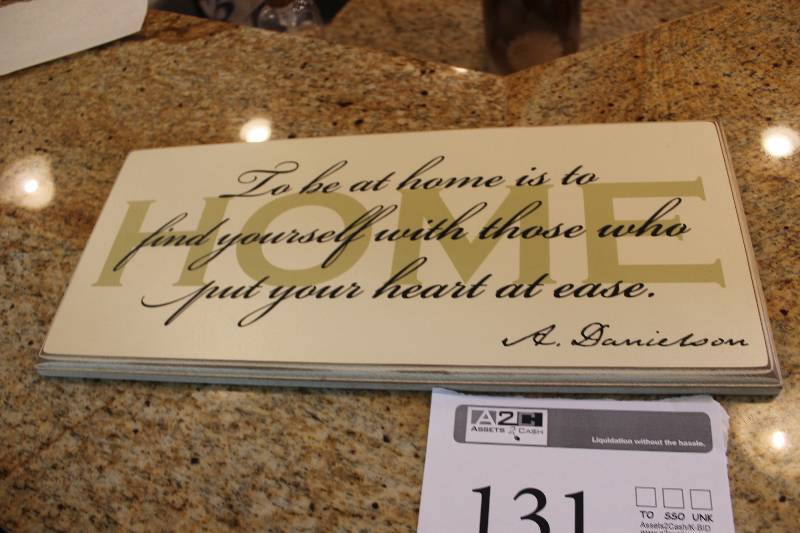 HOME
To be at home is to
find yourself with those who
put your heart at ease.
A. Danielson
A2C
ASSETS 2 CASH
Liquidation without the hassle.
131
TO SSO UNK
Assets2Cash/K-BID